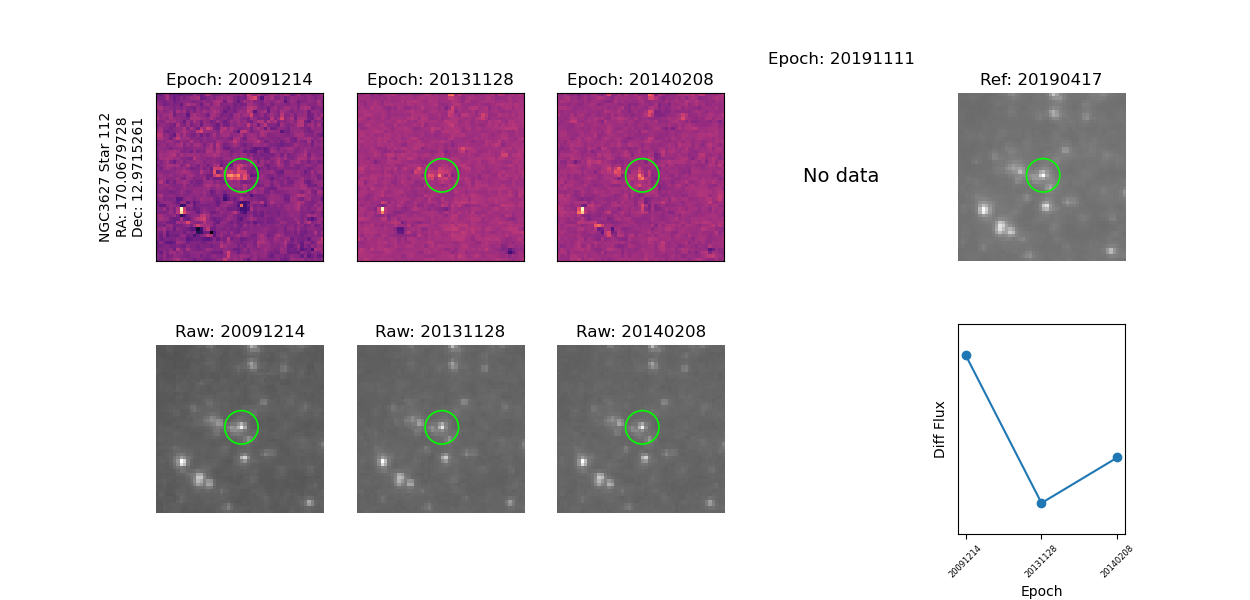 NGC3627 Star 112
RA: 170.0679728
Dec: 12.9715261
Epoch: 20091214
Epoch: 20131128
Epoch: 20140208
Epoch: 20191111
No data
Ref: 20190417
Raw: 20091214
Raw: 20131128
Raw: 20140208
Diff Flux
20091214
20131128
20140208
Epoch